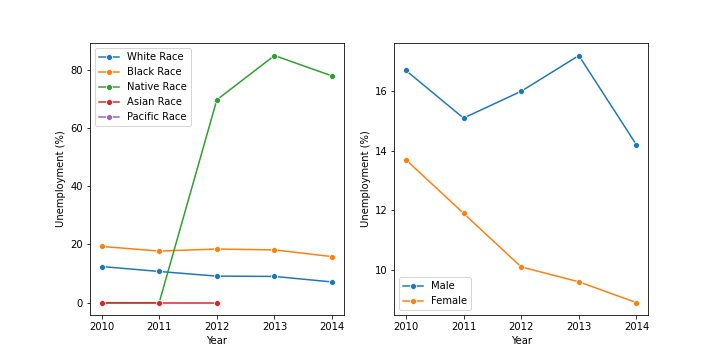 White Race
Black Race
Native Race
Asian Race
Pacific Race
80
60
40
20
0
Unemployment (%)
2010 2011 2012 2013 2014
Year
16
14
12
10
Unemployment (%)
Male
Female
2010 2011 2012 2013 2014
Year